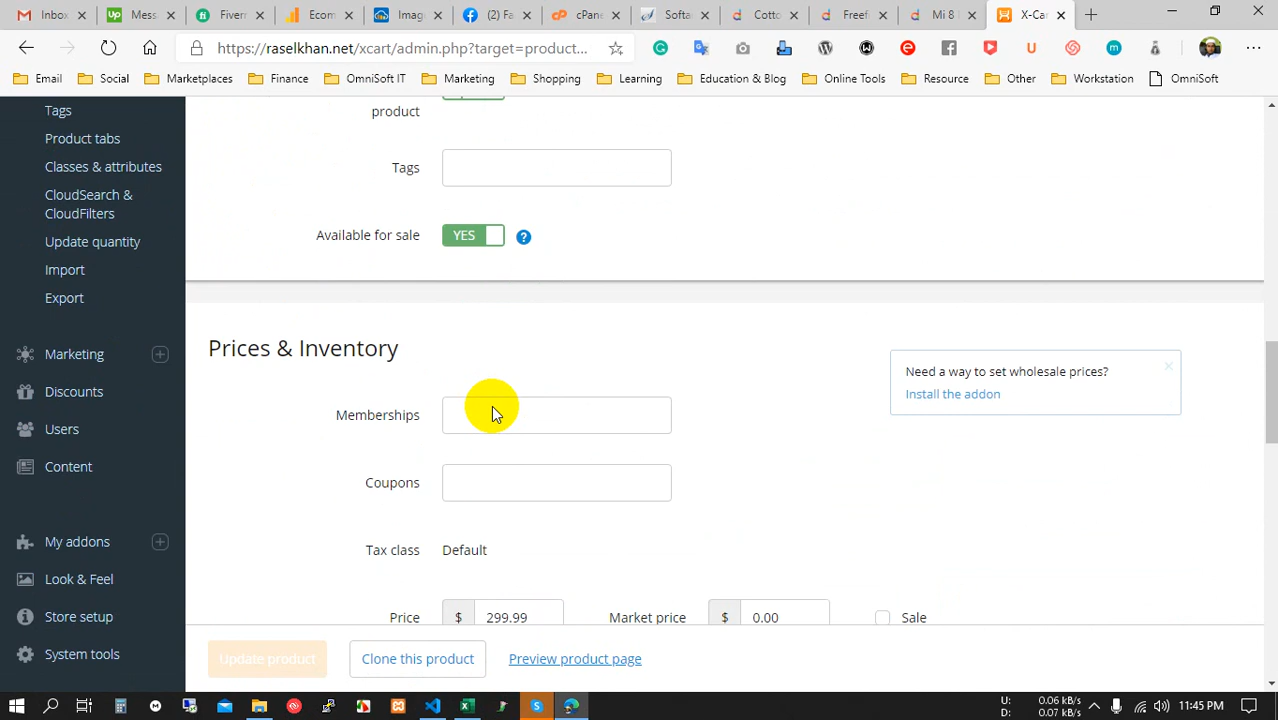 Inbox
Mess
Fiverr
Ecom
Imag
(2) Fa
cPane
Softa
Cotto
Freefl
Mi 8
X-Car
https://raselkhan.net/xcart/admin.php?target=product...
Email
Social
Marketplaces
Finance
OmniSoft IT
Marketing
Shopping
Learning
Education & Blog
Online Tools
Resource
Other
Workstation
OmniSoft
Tags
Product tabs
Classes & attributes
CloudSearch &
CloudFilters
Update quantity
Import
Export
Marketing
Discounts
Users
Content
My addons
Look & Feel
Store setup
System tools
product
Tags
Available for sale
YES
Prices & Inventory
Need a way to set wholesale prices?
Install the addon
Memberships
Coupons
Tax class
Default
Price
$
299.99
Market price
$
0.00
Sale
Update product
Clone this product
Preview product page
U:
0.06 kB/s
D:
0.07 kB/s
11:45 PM